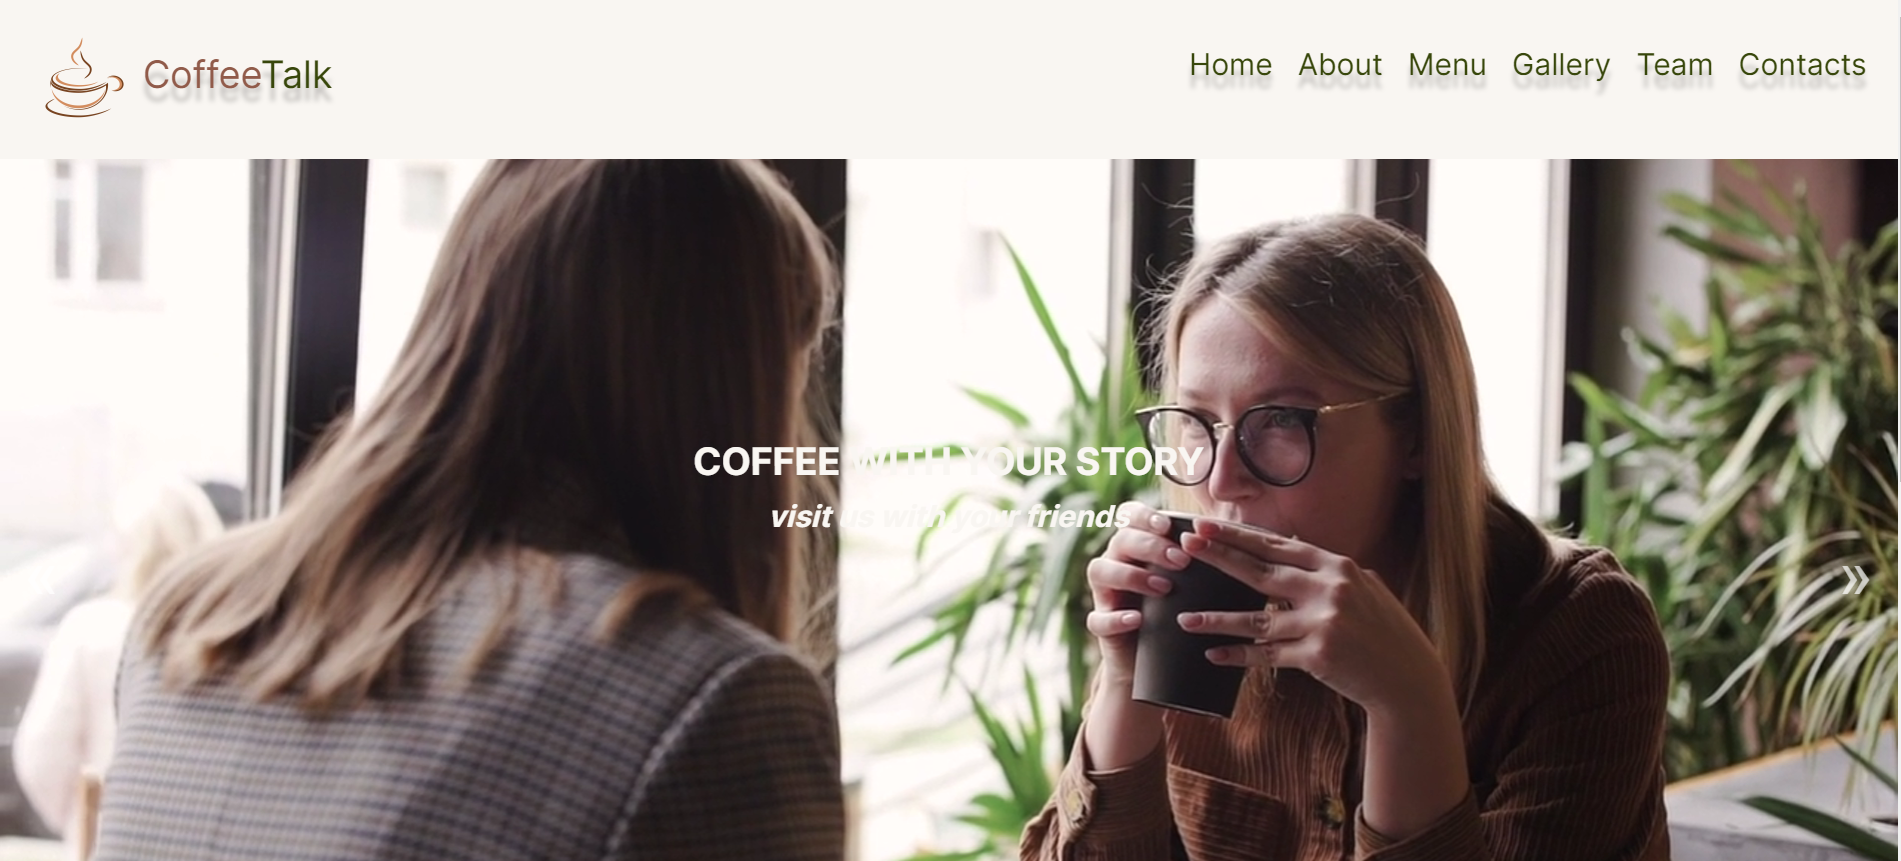 CoffeeTalk
Home About Menu Gallery Team Contacts
COFFEE WITH YOUR STORY
visit us with your friends
»